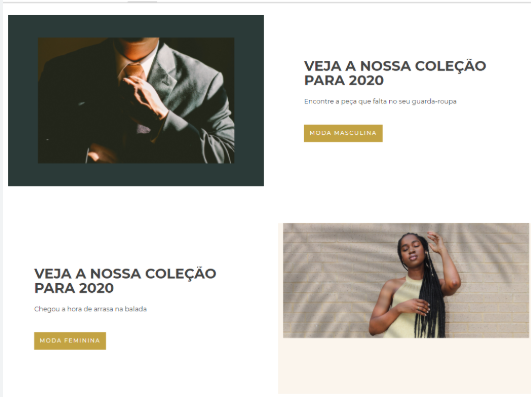 VEJA A NOSSA COLEÇÃO
PARA 2020
Encontre a peça que falta no seu guarda-roupa
MODA MASCULINA
VEJA A NOSSA COLEÇÃO
PARA 2020
Chegou a hora de arrasa na balada
MODA FEMININA